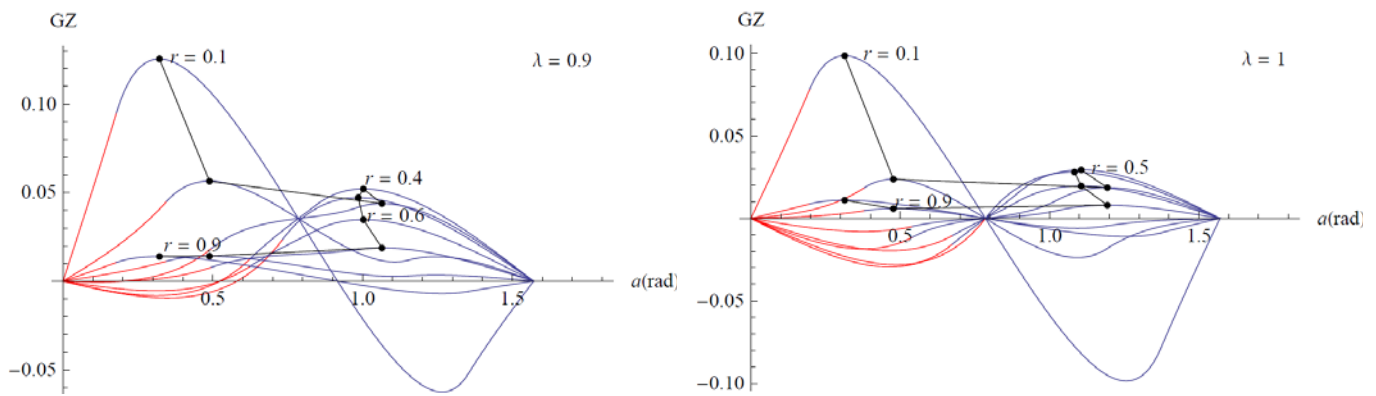 GZ
r = 0.1
λ = 0.9
0.10
0.05
r = 0.4
r = 0.6
r = 0.9
0.5
1.0
1.5
a(rad)
−0.05
GZ
0.10
r = 0.1
λ = 1
0.05
r = 0.5
r = 0.9
0.5
1.0
1.5
a(rad)
−0.05
−0.10